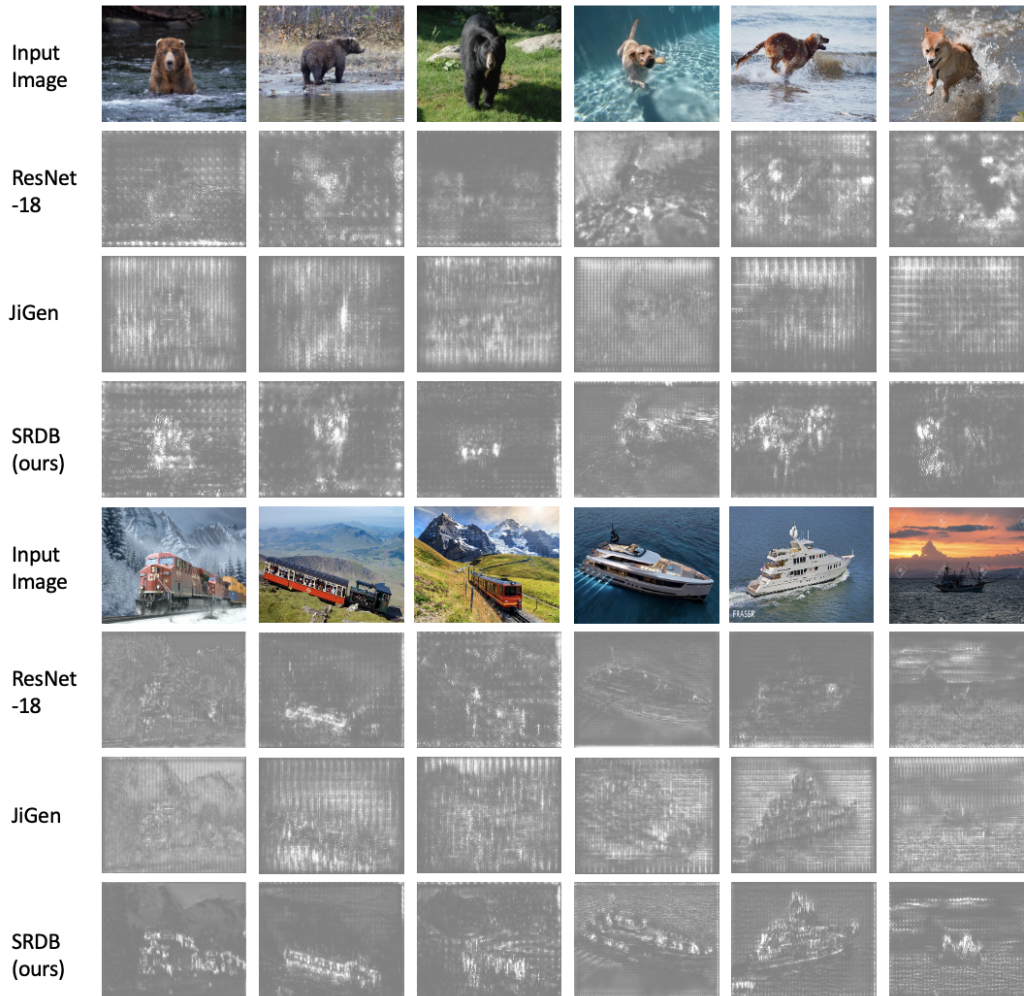 Input
Image
ResNet
-18
JiGen
SRDB
(ours)
Input
Image
FRASER
ResNet
-18
JiGen
SRDB
(ours)